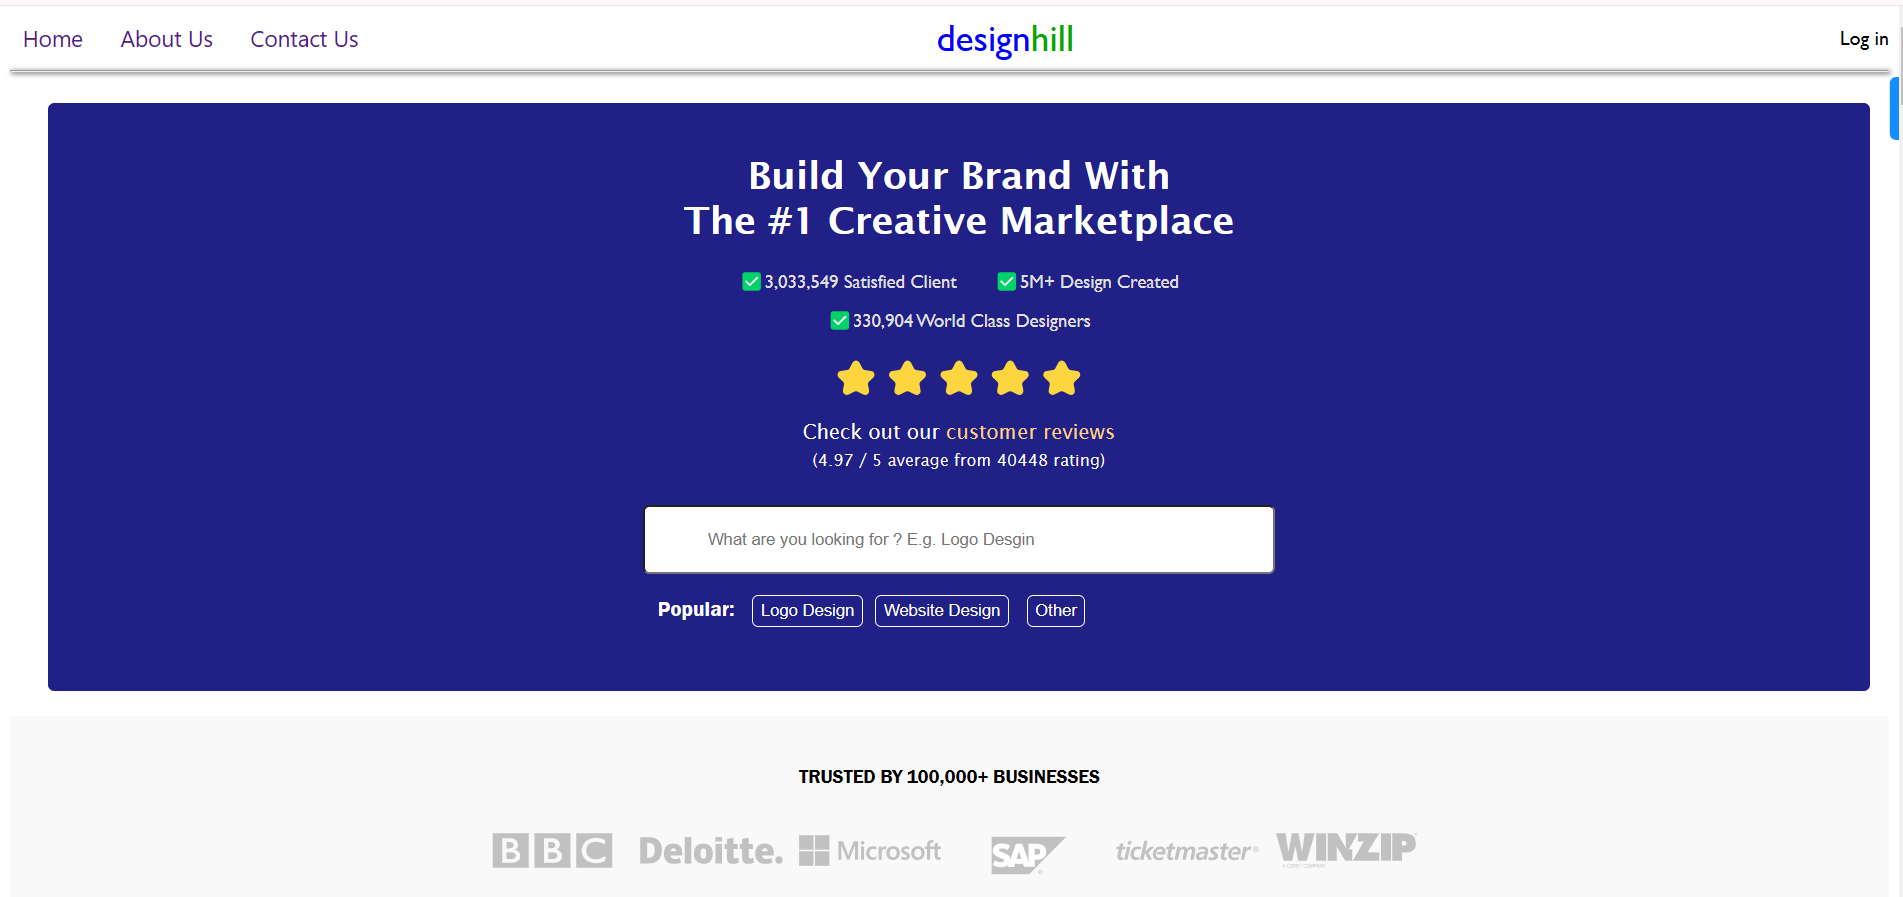 Home About Us Contact Us designhill Log in
Build Your Brand With
The #1 Creative Marketplace
3,033,549 Satisfied Client 5M+ Design Created
330,904 World Class Designers
Check out our customer reviews
(4.97 / 5 average from 40448 rating)
What are you looking for ? E.g. Logo Desgin
Popular: Logo Design Website Design Other
TRUSTED BY 100,000+ BUSINESSES
BBC Deloitte. Microsoft SAP® ticketmaster® WINZIP